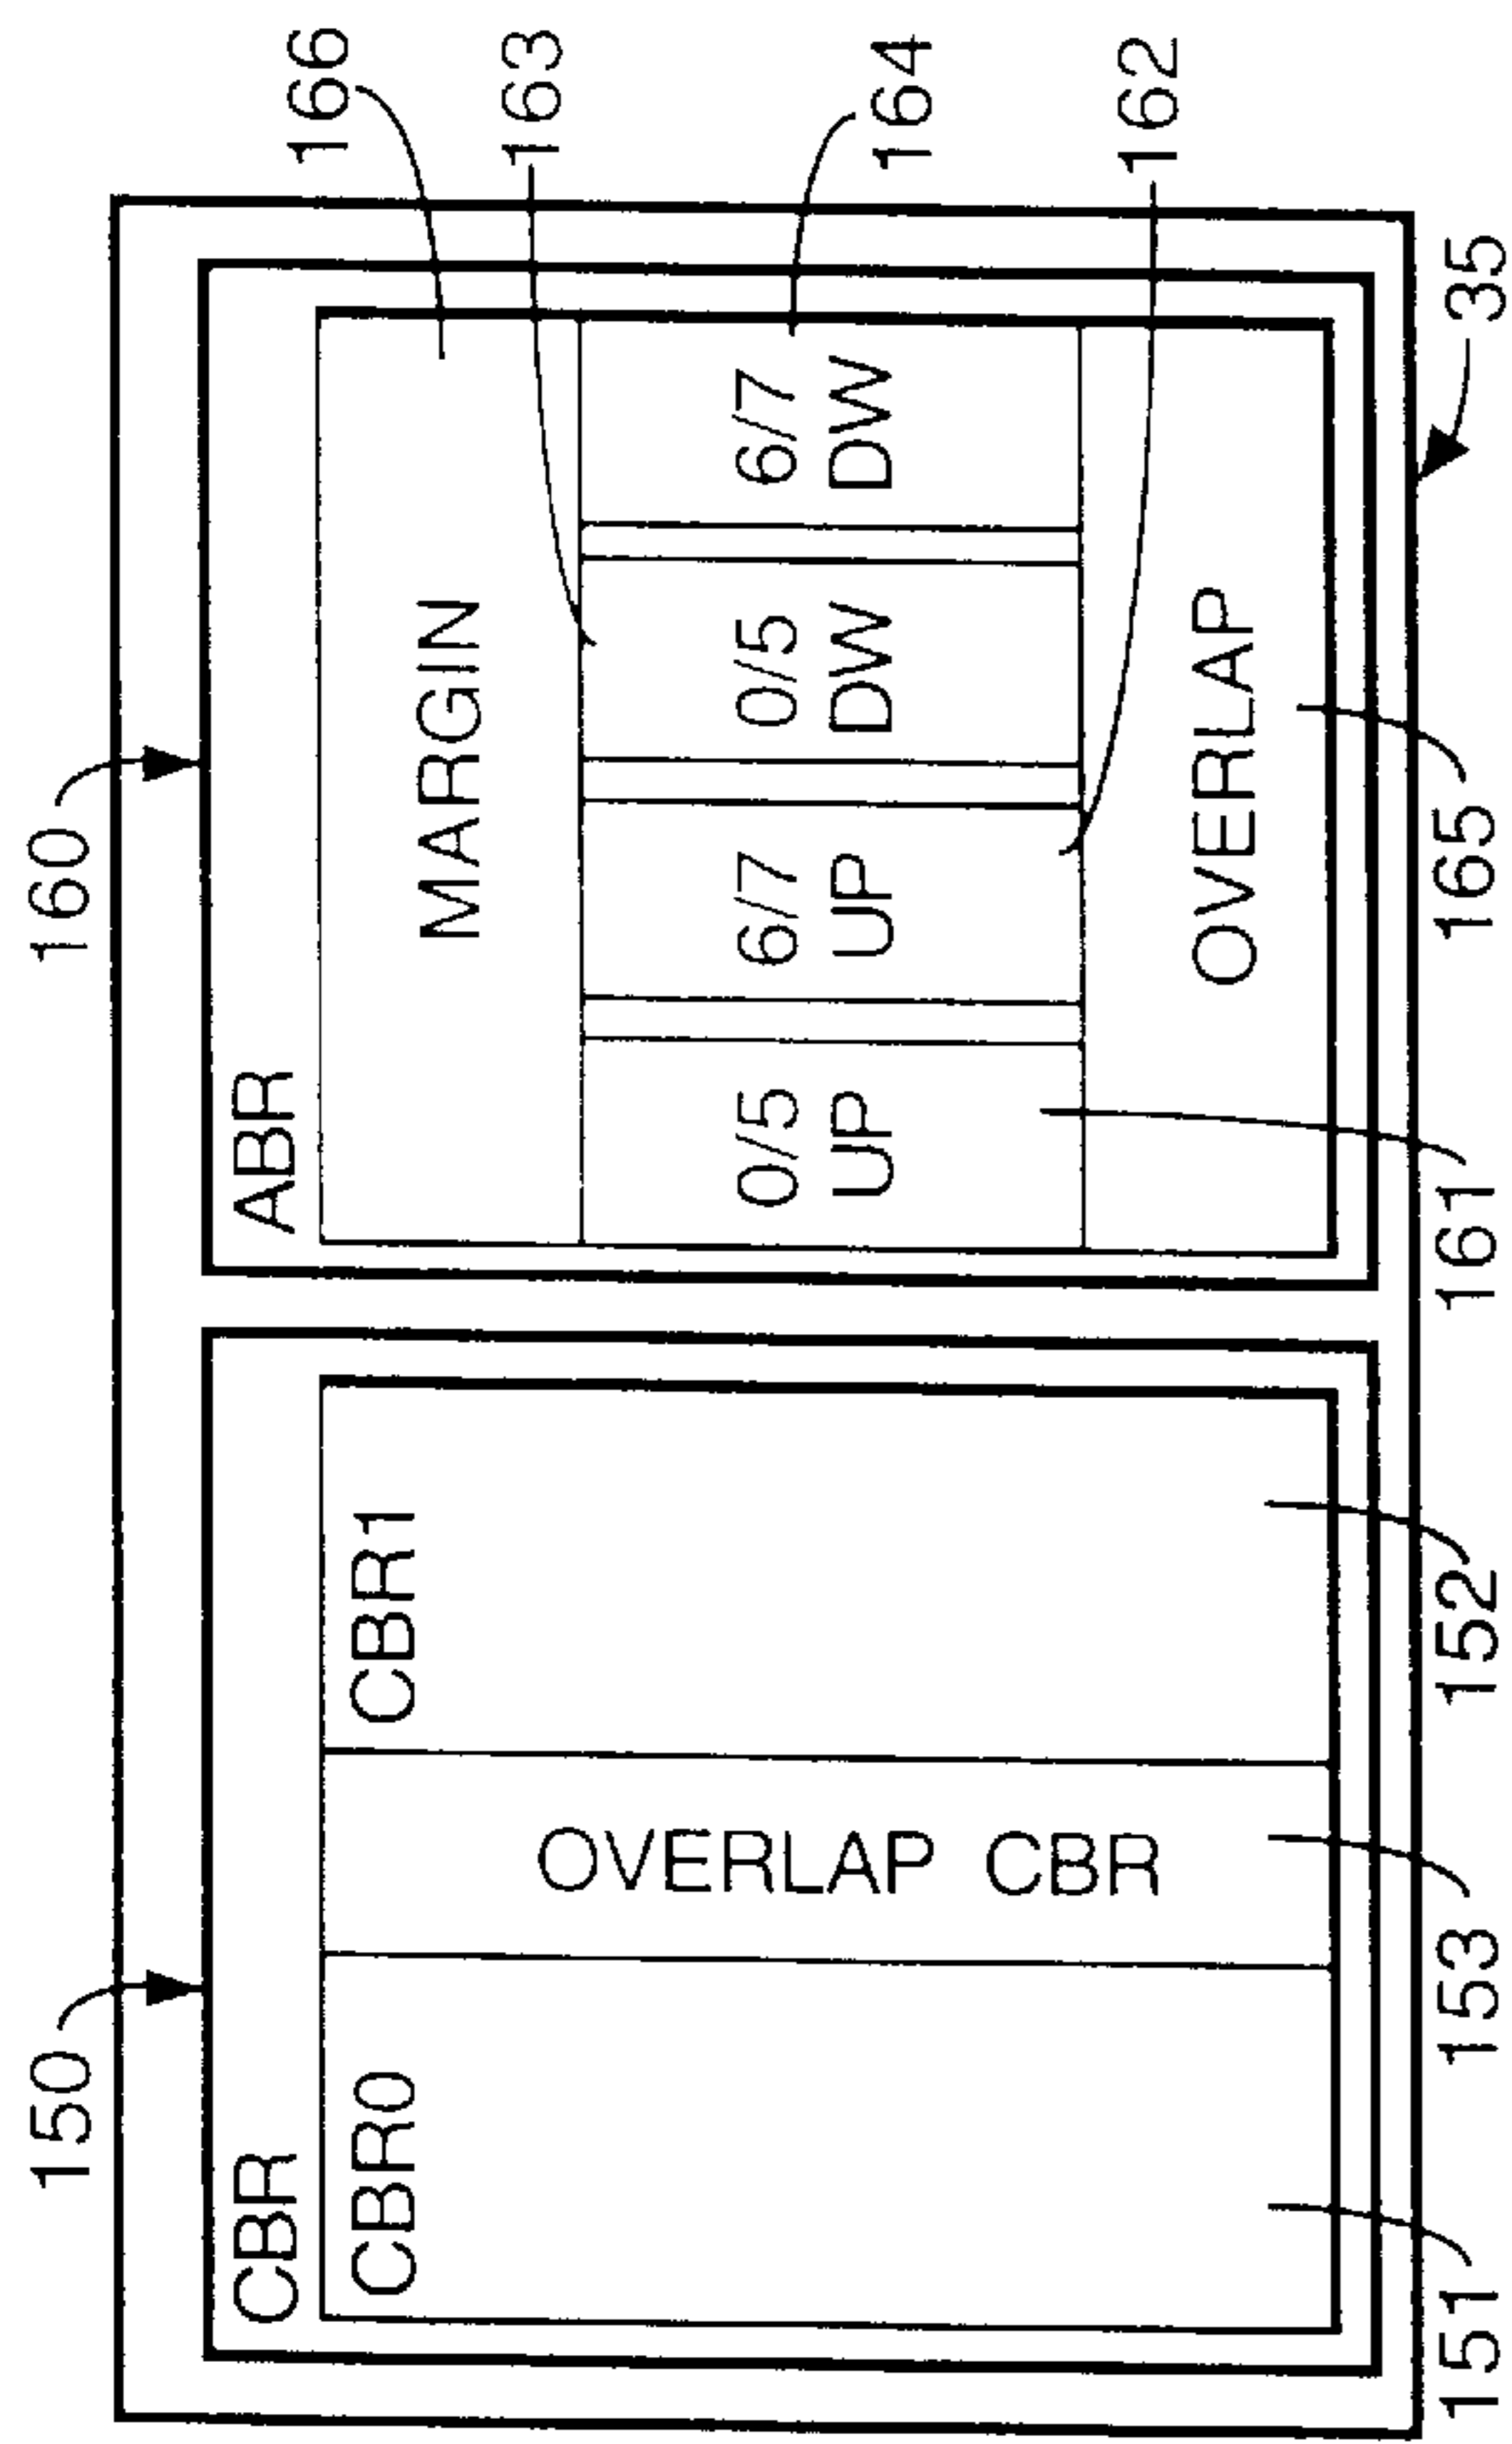 150
160
CBR
ABR
166
CBR0
CBR1
MARGIN
163
OVERLAP CBR
0/5
UP
6/7
UP
0/5
DW
6/7
DW
164
OVERLAP
162
151
153
152
161
165
35